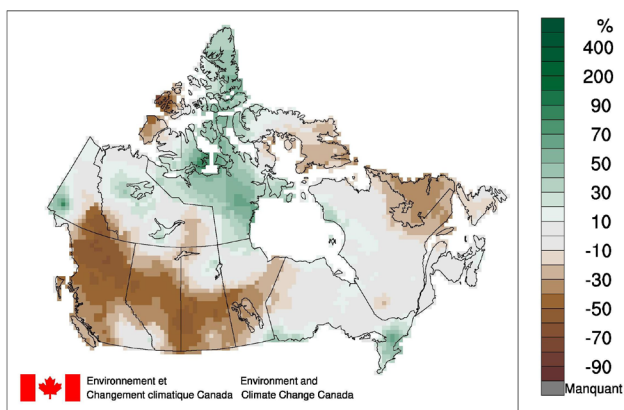 %
400
200
90
70
50
30
10
-10
-30
-50
-70
-90
Manquant
Environnement et
Changement climatique Canada
Environment and
Climate Change Canada